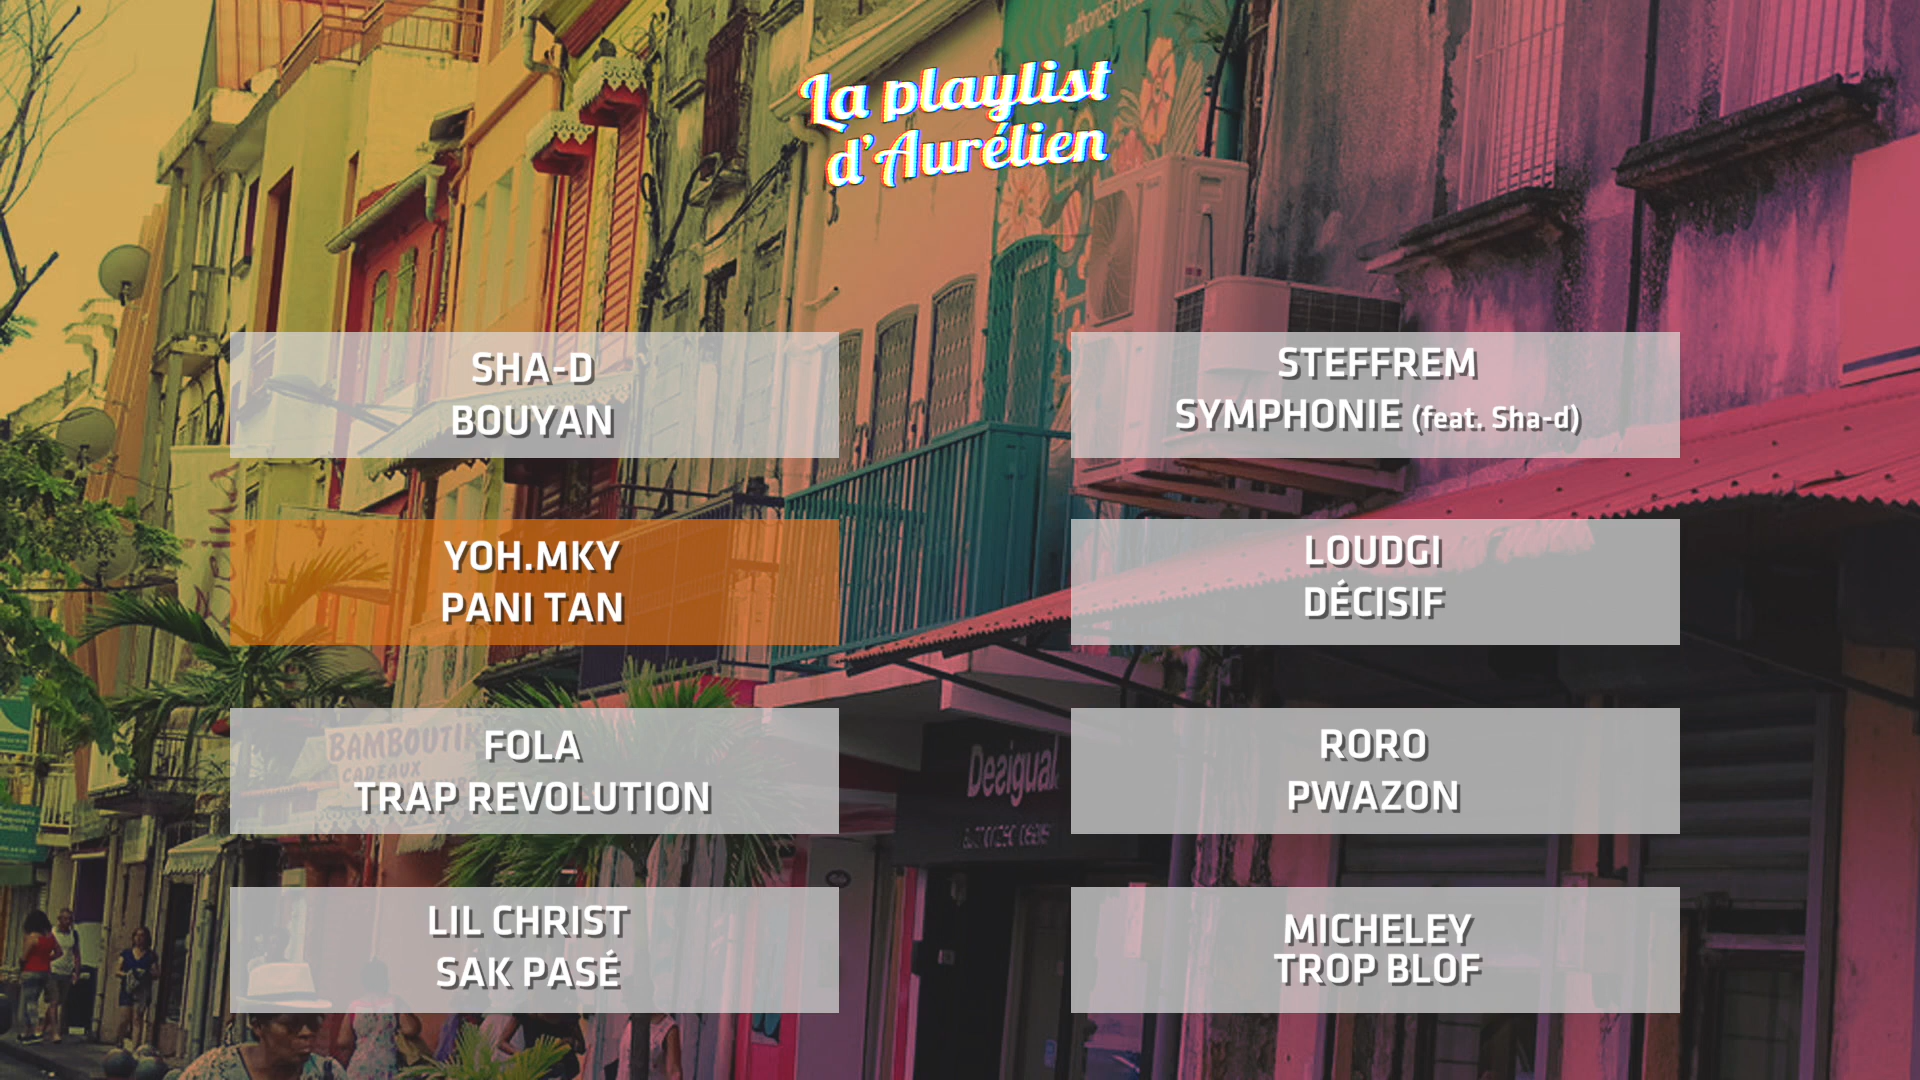 authorized
La playlist
d'Aurélien
SHA-D
BOUYAN
STEFFREM
SYMPHONIE (feat. Sha-d)
YOH.MKY
PANI TAN
LOUDGI
DÉCISIF
FOLA
TRAP REVOLUTION
RORO
PWAZON
BAMBOUTIK
CADEAUX
Desigual
LIL CHRIST
SAK PASÉ
MICHELEY
TROP BLOF